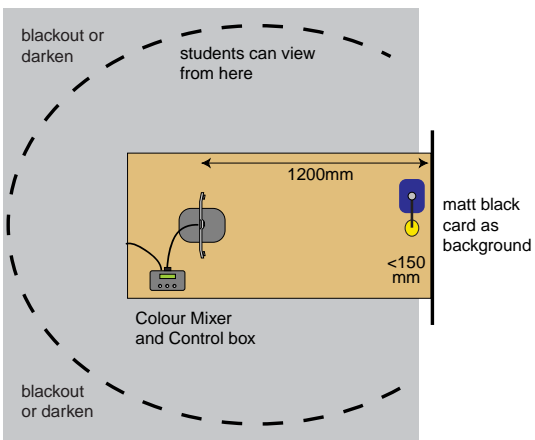 blackout or
darken
students can view
from here
1200mm
matt black
card as
background
<150
mm
Colour Mixer
and Control box
blackout
or darken